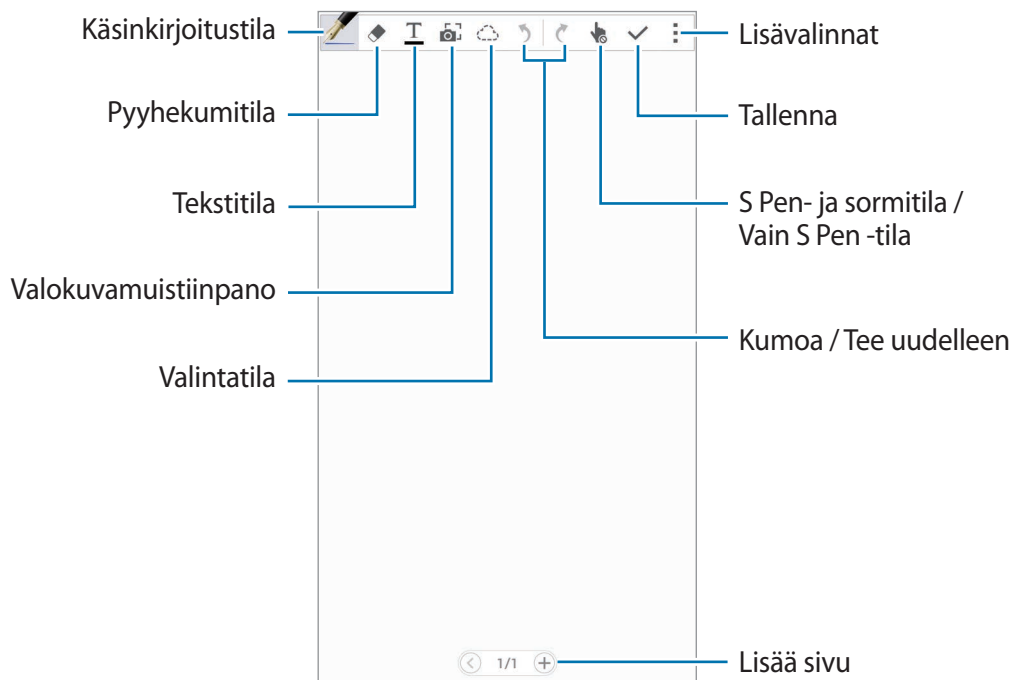 Käsinkirjoitustila
Pyyhekumitila
Tekstitila
Valokuvamuistiinpano
Valintatila
T
Lisävalinnat
Tallenna
S Pen- ja sormitila /
Vain S Pen -tila
Kumoa / Tee uudelleen
1/1
Lisää sivu